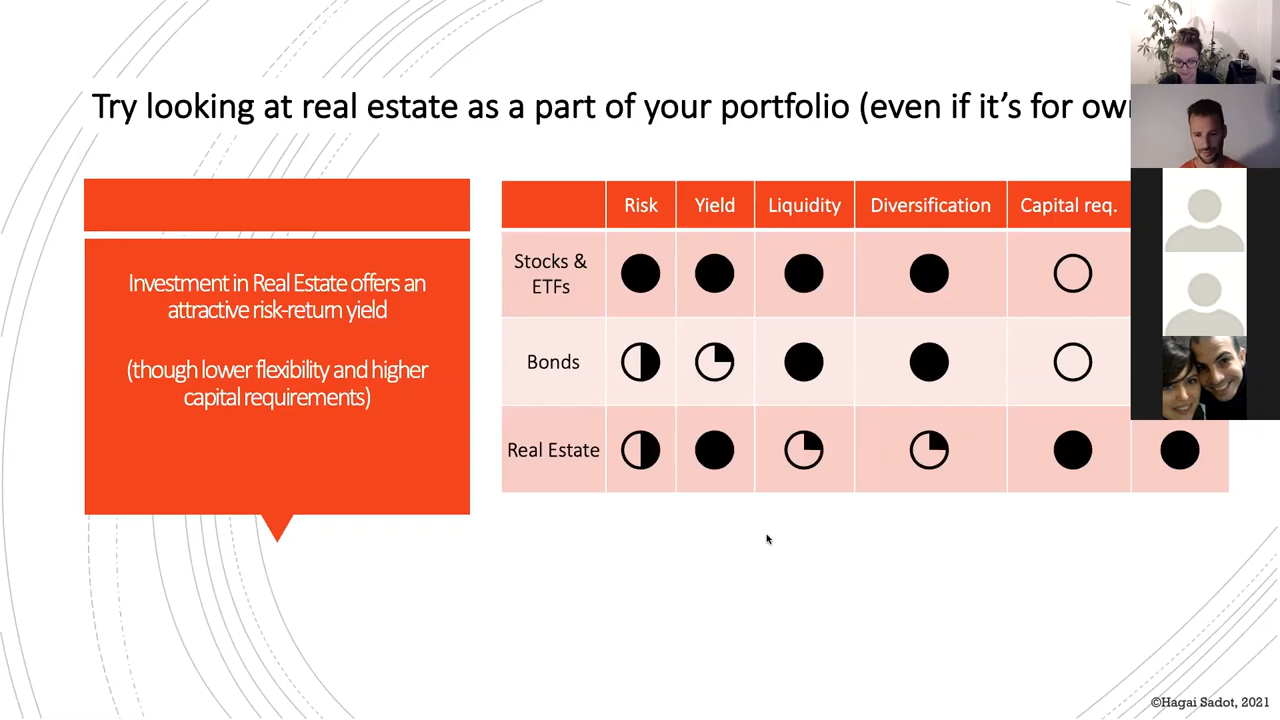 Try looking at real estate as a part of your portfolio (even if it's for
Investment in Real Estate offers an
attractive risk-return yield
(though lower flexibility and higher
capital requirements)
Risk Yield Liquidity Diversification Capital req.
Stocks &
ETFs
Bonds
Real Estate
©Hagai Sadot, 2021